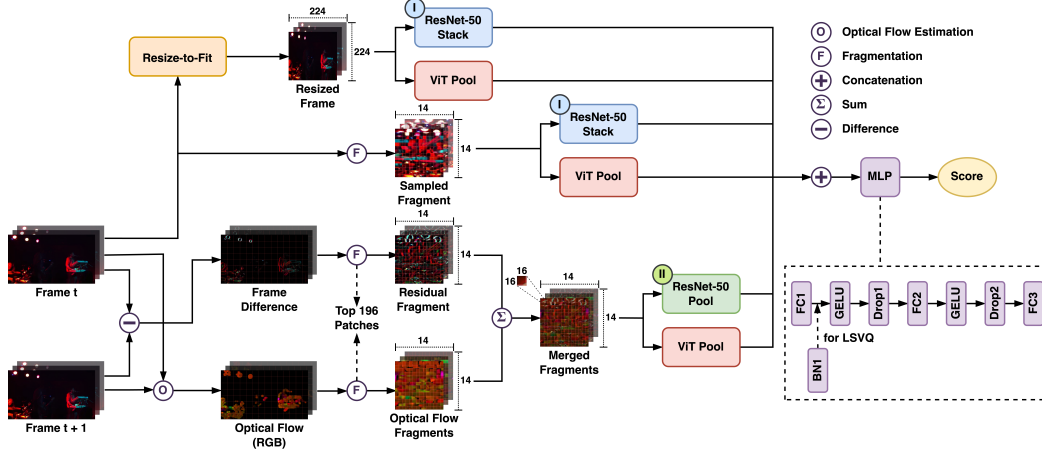 224
224
Resize-to-Fit
Resized
Frame
I
ResNet-50
Stack
ViT Pool
O
Optical Flow Estimation
F
Fragmentation
+
Concatenation
Σ
Sum
−
Difference
F
14
14
Sampled
Fragment
I
ResNet-50
Stack
ViT Pool
+
MLP
Score
Frame t
−
Frame
Difference
F
14
14
Residual
Fragment
Top 196
Patches
Σ
16
16
14
14
Merged
Fragments
II
ResNet-50
Pool
ViT Pool
Frame t + 1
O
Optical Flow
(RGB)
F
14
14
Optical Flow
Fragments
FC1
GELU
Drop1
FC2
GELU
Drop2
FC3
for LSVQ
BN1